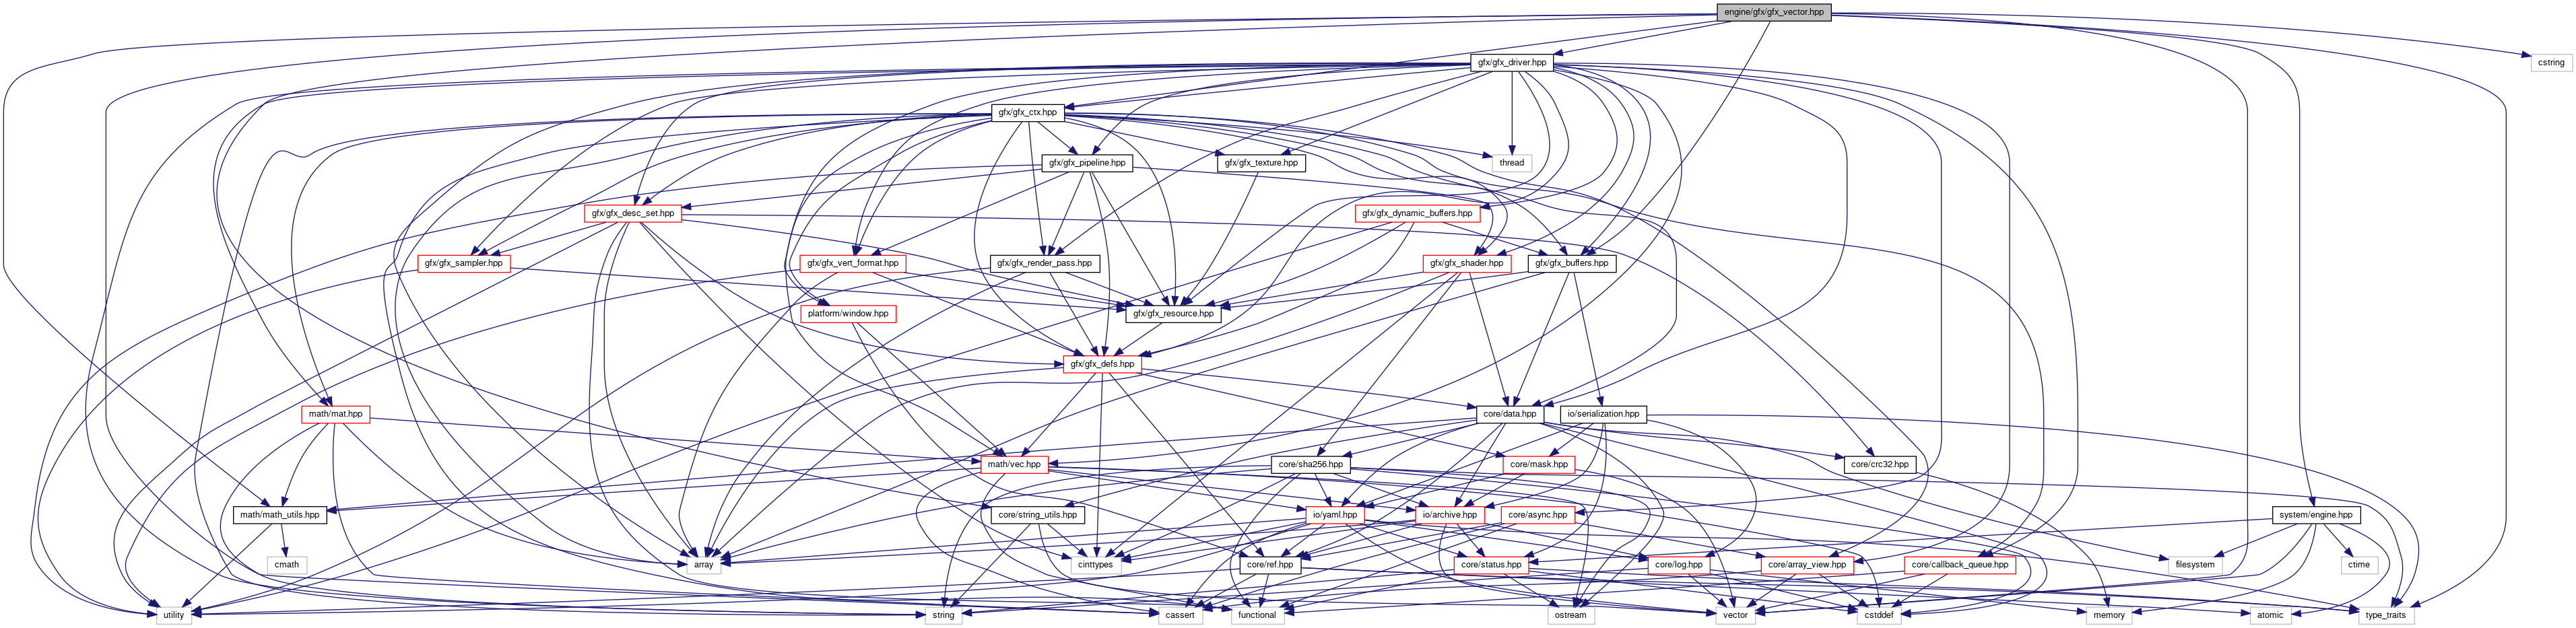 engine/gfx/gfx_vector.hpp
gfx/gfx_driver.hpp
cstring
gfx/gfx_ctx.hpp
gfx/gfx_pipeline.hpp
gfx/gfx_texture.hpp
thread
gfx/gfx_desc_set.hpp
gfx/gfx_dynamic_buffers.hpp
gfx/gfx_sampler.hpp
gfx/gfx_vert_format.hpp
gfx/gfx_render_pass.hpp
gfx/gfx_shader.hpp
gfx/gfx_buffers.hpp
platform/window.hpp
gfx/gfx_resource.hpp
gfx/gfx_defs.hpp
math/mat.hpp
core/data.hpp
io/serialization.hpp
math/vec.hpp
core/sha256.hpp
core/mask.hpp
core/crc32.hpp
math/math_utils.hpp
core/string_utils.hpp
io/yaml.hpp
io/archive.hpp
core/async.hpp
system/engine.hpp
cmath
array
cinttypes
core/ref.hpp
core/status.hpp
core/log.hpp
core/array_view.hpp
core/callback_queue.hpp
filesystem
ctime
utility
string
cassert
functional
ostream
vector
cstddef
memory
atomic
type_traits